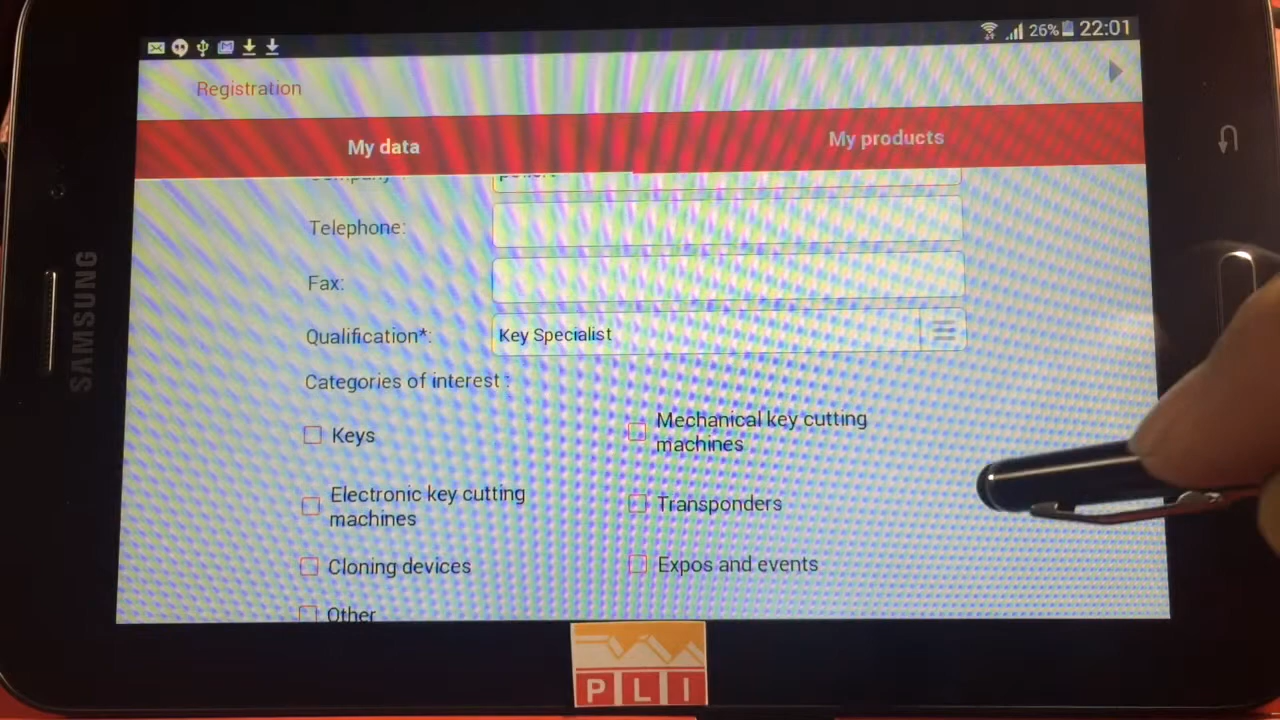 26% 22:01
Registration
My data
My products
Telephone:
Fax:
Qualification*:
Key Specialist
Categories of interest :
Keys
Mechanical key cutting
machines
Electronic key cutting
machines
Transponders
Cloning devices
Expos and events
Other
SAMSUNG
PLI